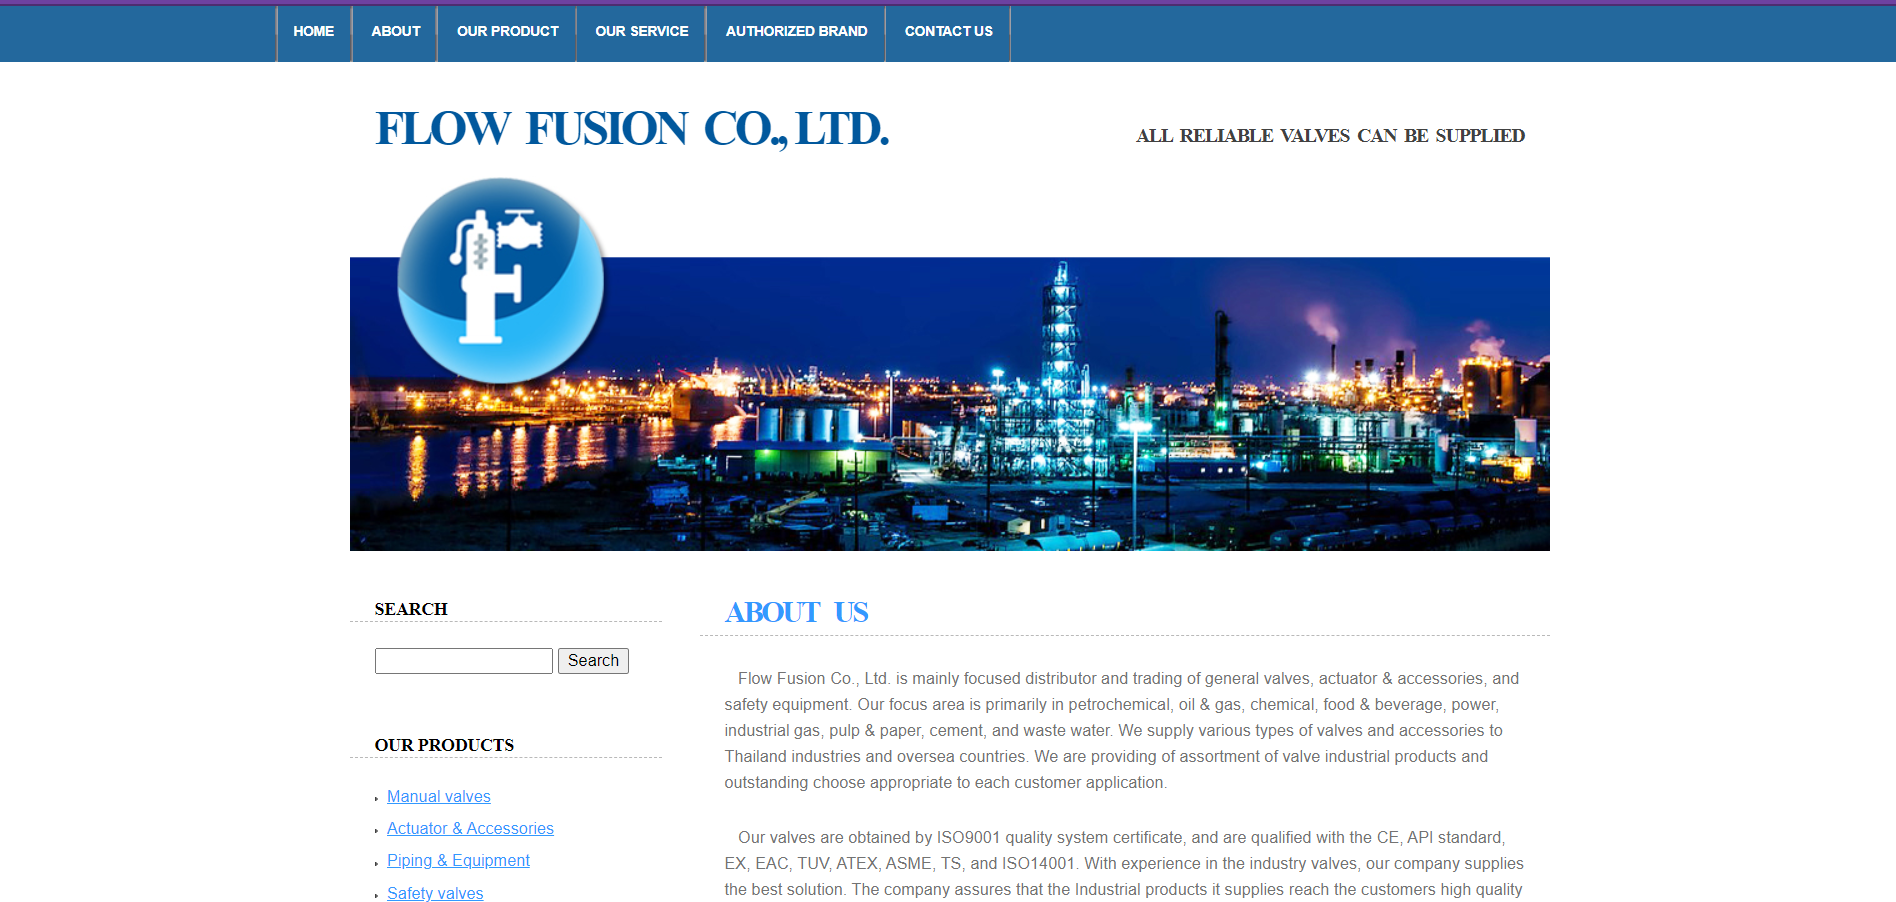 HOME ABOUT OUR PRODUCT OUR SERVICE AUTHORIZED BRAND CONTACT US
FLOW FUSION CO., LTD.
ALL RELIABLE VALVES CAN BE SUPPLIED
SEARCH
Search
OUR PRODUCTS
Manual valves
Actuator & Accessories
Piping & Equipment
Safety valves
ABOUT US
Flow Fusion Co., Ltd. is mainly focused distributor and trading of general valves, actuator & accessories, and
safety equipment. Our focus area is primarily in petrochemical, oil & gas, chemical, food & beverage, power,
industrial gas, pulp & paper, cement, and waste water. We supply various types of valves and accessories to
Thailand industries and oversea countries. We are providing of assortment of valve industrial products and
outstanding choose appropriate to each customer application.
Our valves are obtained by ISO9001 quality system certificate, and are qualified with the CE, API standard,
EX, EAC, TUV, ATEX, ASME, TS, and ISO14001. With experience in the industry valves, our company supplies
the best solution. The company assures that the Industrial products it supplies reach the customers high quality